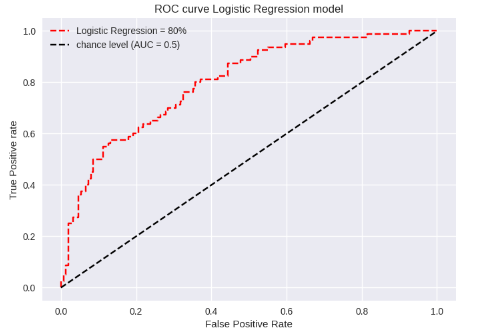 ROC curve Logistic Regression model
Logistic Regression = 80%
chance level (AUC = 0.5)
True Positive rate
1.0
0.8
0.6
0.4
0.2
0.0
0.0 0.2 0.4 0.6 0.8 1.0
False Positive Rate